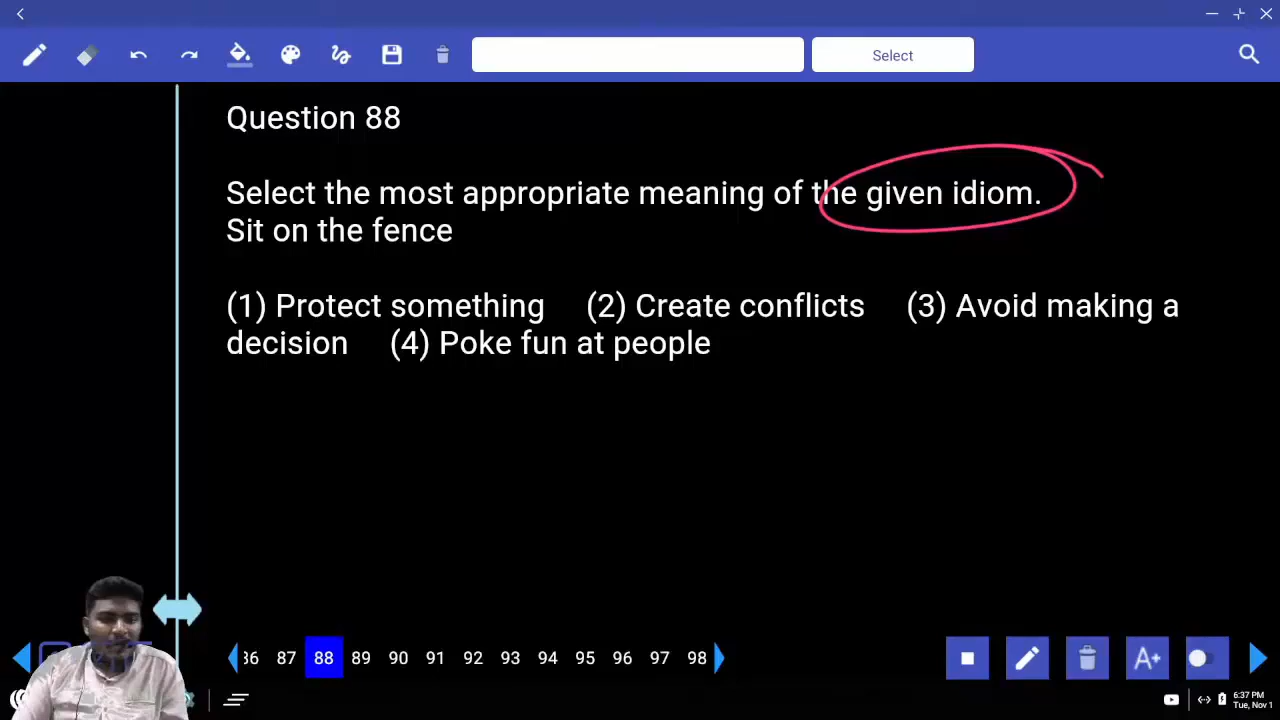 Select
Question 88
Select the most appropriate meaning of the given idiom.
Sit on the fence
(1) Protect something (2) Create conflicts (3) Avoid making a
decision (4) Poke fun at people
86 87 88 89 90 91 92 93 94 95 96 97 98
A+
6:37 PM
Tue, Nov 1